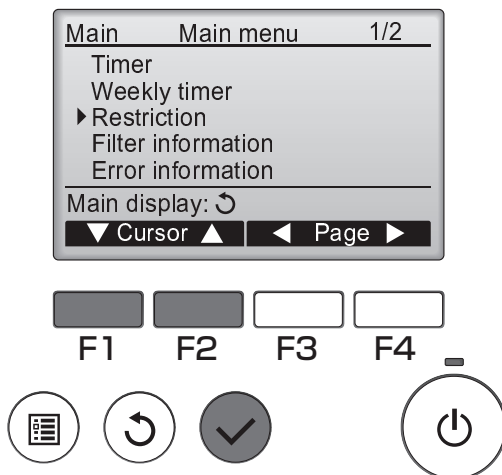 Main Main menu 1/2
Timer
Weekly timer
▶Restriction
Filter information
Error information
Main display: ↺
▼ Cursor ▲ ◀ Page ▶
F1 F2 F3 F4